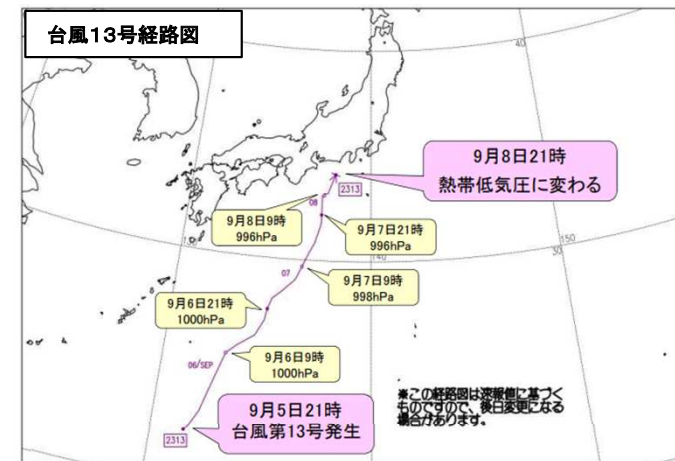 台風１３号経路図
40
9月8日21時
熱帯低気圧に変わる
2313
08
9月8日9時
996hPa
9月7日21時
996hPa
130
140
150
30
07
9月7日9時
998hPa
9月6日21時
1000hPa
9月6日9時
1000hPa
06/SEP
9月5日21時
台風第13号発生
2313
※この経路図は速報値に基づく
ものですので、後日変更になる
場合があります。